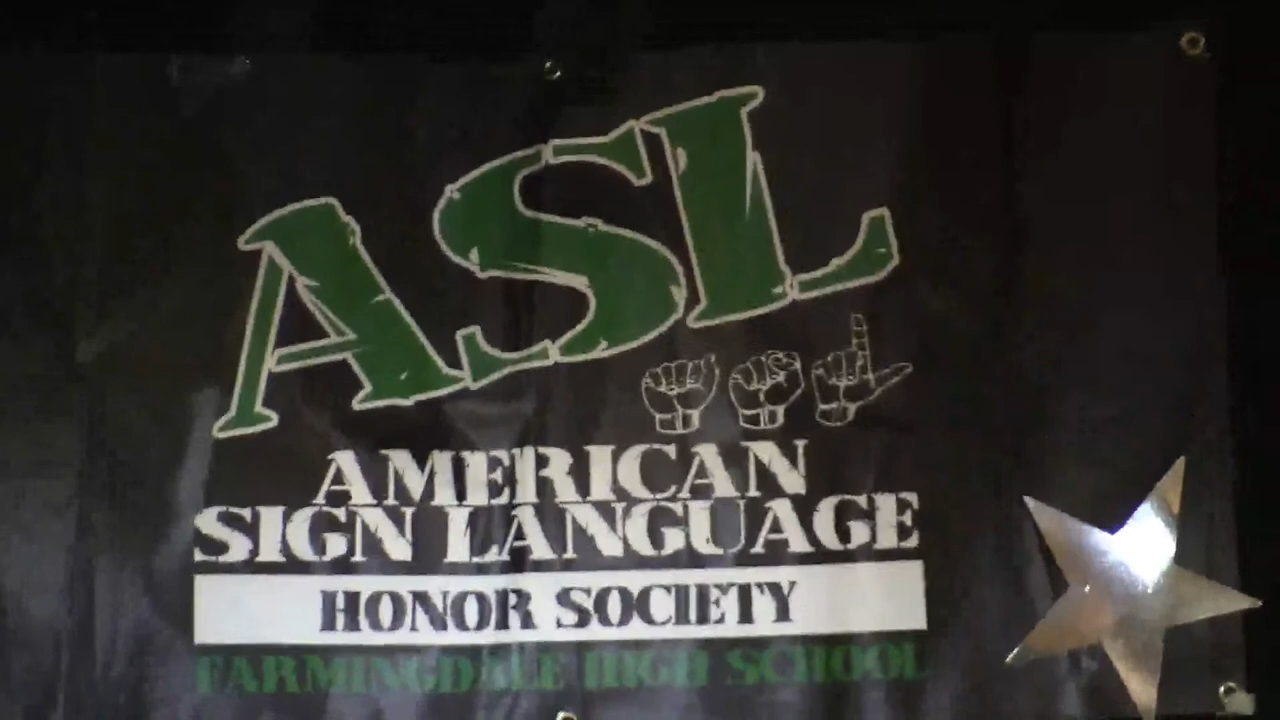 ASL
AMERICAN
SIGN LANGUAGE
HONOR SOCIETY
FARMINGDALE HIGH SCHOOL